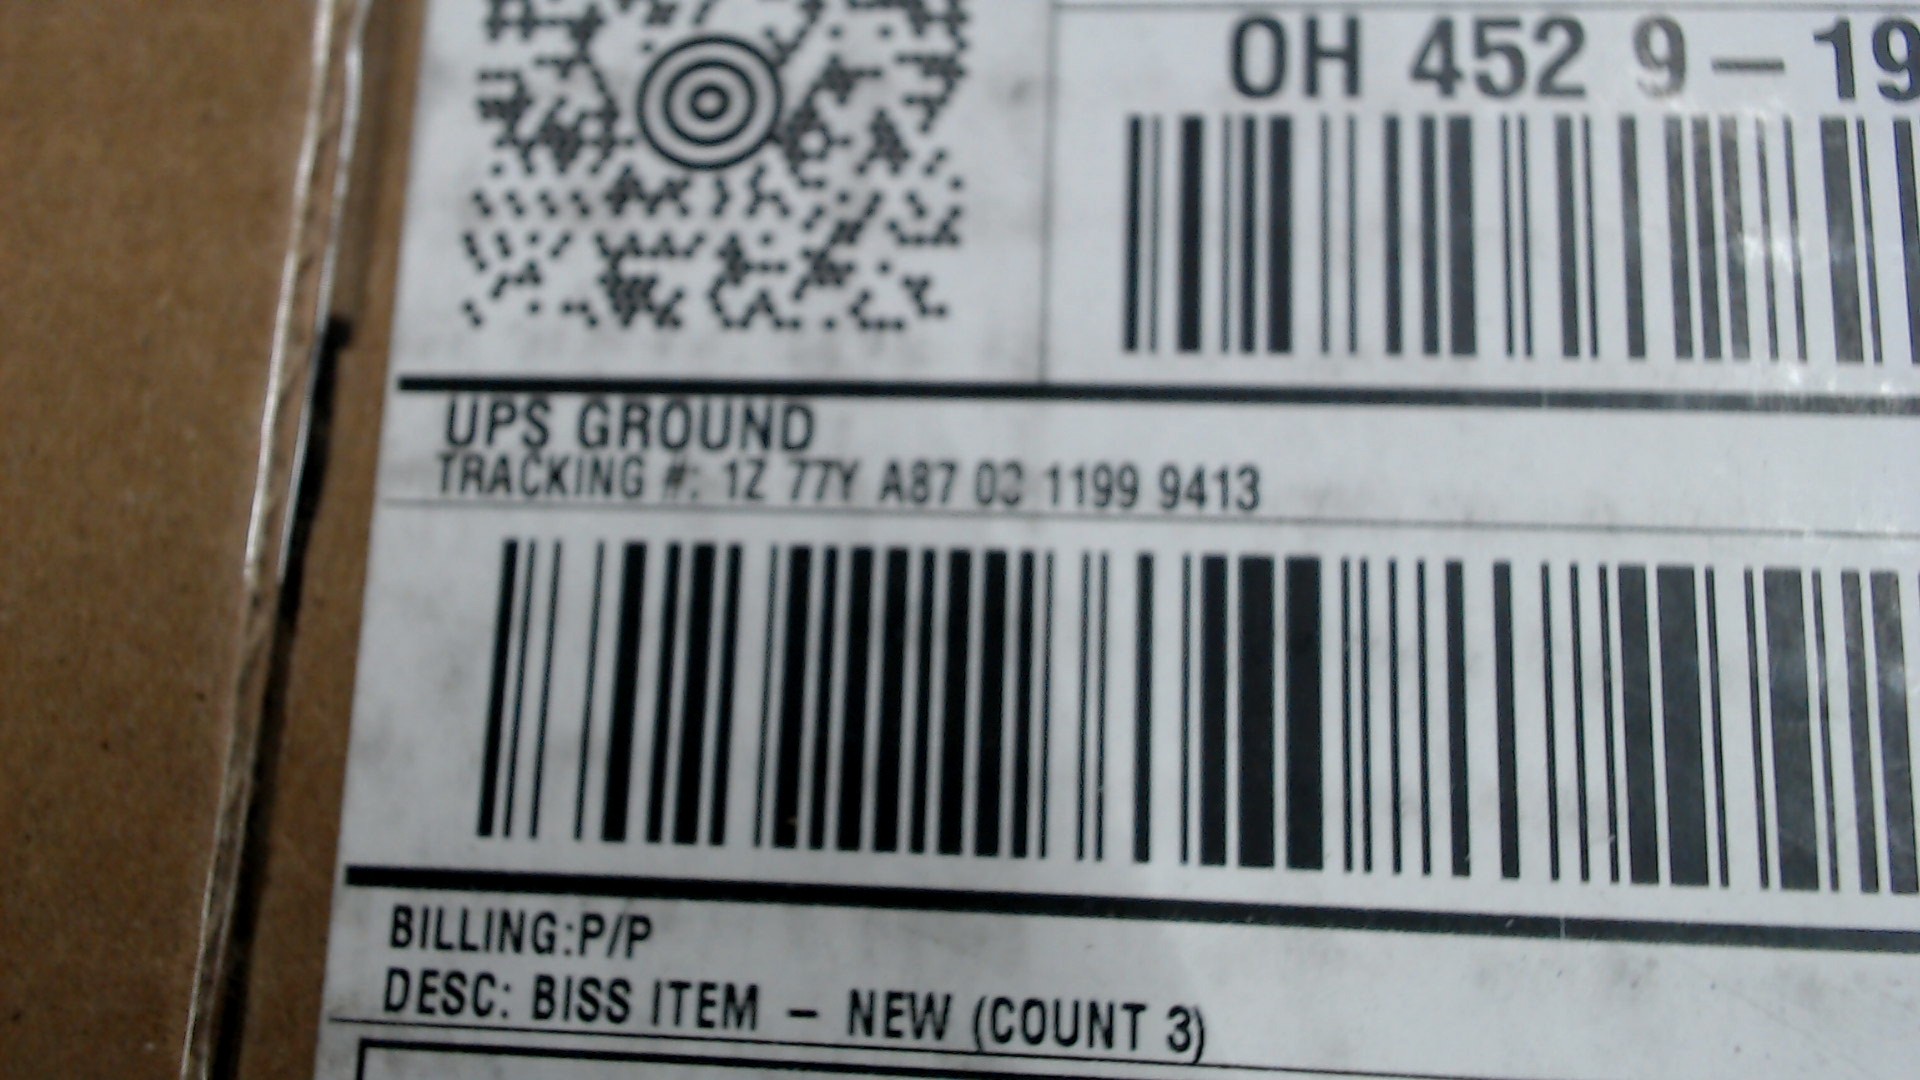 OH 452 9-19
UPS GROUND
TRACKING #: 1Z 77Y A87 03 1199 9413
BILLING:P/P
DESC: BISS ITEM - NEW (COUNT 3)